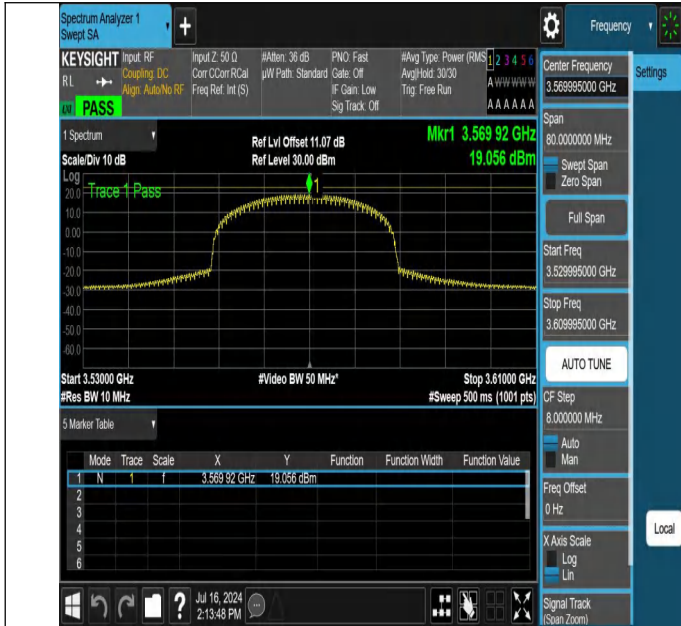 Spectrum Analyzer 1
Swept SA
+
Frequency
KEYSIGHT
RL
PASS
Input: RF
Coupling: DC
Align: Auto/No RF
Input Z: 50 Ω
Corr CCorr RCal
Freq Ref: Int (S)
#Atten: 36 dB
µW Path: Standard
PNO: Fast
Gate: Off
IF Gain: Low
Sig Track: Off
#Avg Type: Power (RMS
Avg|Hold: 30/30
Trig: Free Run
1 2 3 4 5 6
A W W W W W
A A A A A A
1 Spectrum
Scale/Div 10 dB
Ref Lvl Offset 11.07 dB
Ref Level 30.00 dBm
Mkr1 3.569 92 GHz
19.056 dBm
Log
Trace 1 Pass
1
20.0
10.0
0.00
-10.0
-20.0
-30.0
-40.0
-50.0
-60.0
Start 3.53000 GHz
#Res BW 10 MHz
#Video BW 50 MHz*
Stop 3.61000 GHz
#Sweep 500 ms (1001 pts)
5 Marker Table
Mode Trace Scale X Y Function Function Width Function Value
1 N 1 f 3.569 92 GHz 19.056 dBm
2
3
4
5
6
Jul 16, 2024
2:13:48 PM
Center Frequency
3.569995000 GHz
Span
80.0000000 MHz
Swept Span
Zero Span
Full Span
Start Freq
3.529995000 GHz
Stop Freq
3.609995000 GHz
AUTO TUNE
CF Step
8.000000 MHz
Auto
Man
Freq Offset
0 Hz
X Axis Scale
Log
Lin
Signal Track
(Span Zoom)
Settings
Local